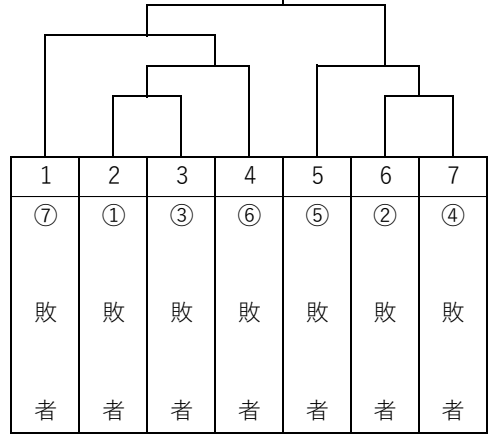 1 2 3 4 5 6 7
⑦ ① ③ ⑥ ⑤ ② ④
敗 敗 敗 敗 敗 敗 敗
者 者 者 者 者 者 者